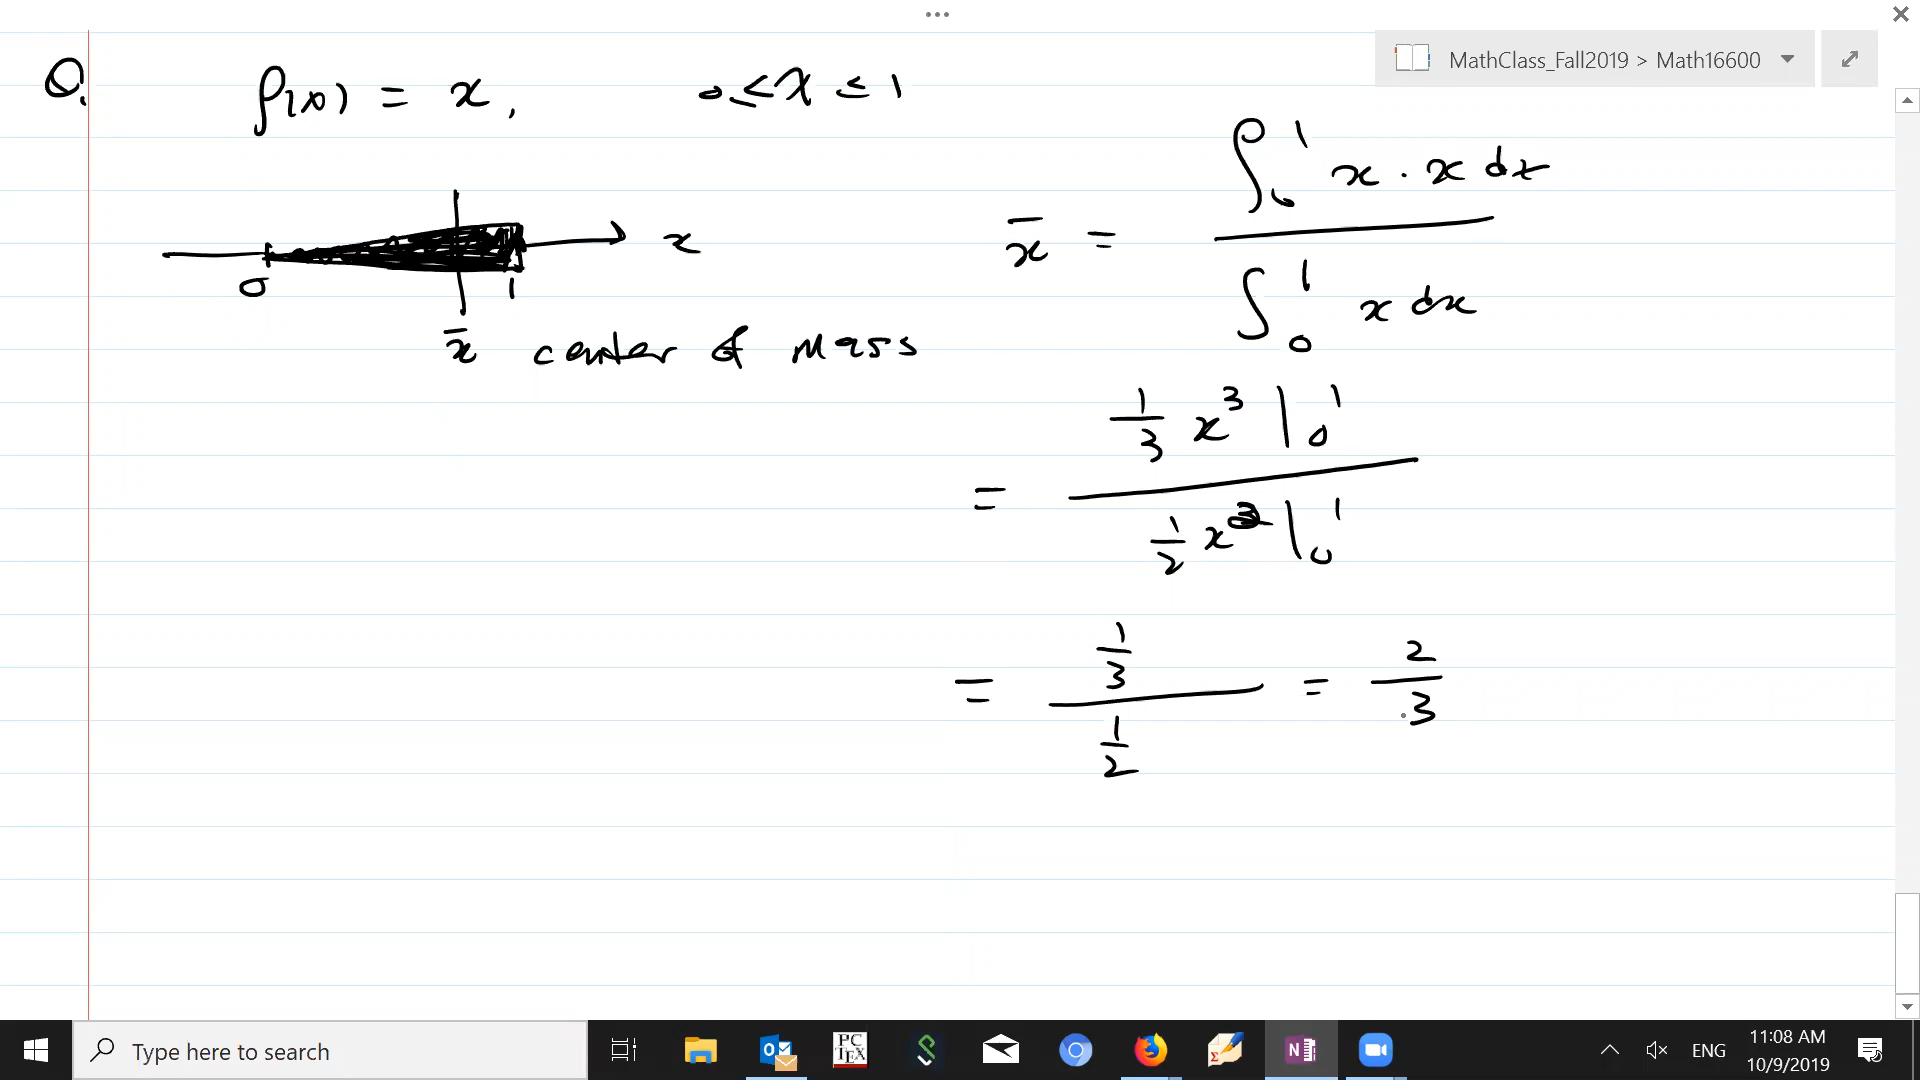 MathClass_Fall2019 > Math16600
Q. ρ(x) = x, 0 ≤ x ≤ 1
0 1 x
x̄ center of mass
x̄ = ∫₀¹ x · x dx / ∫₀¹ x dx
= 1/3 x³ |₀¹ / 1/2 x² |₀¹
= 1/3 / 1/2 = 2/3
Type here to search
PC TEX
ENG
11:08 AM
10/9/2019